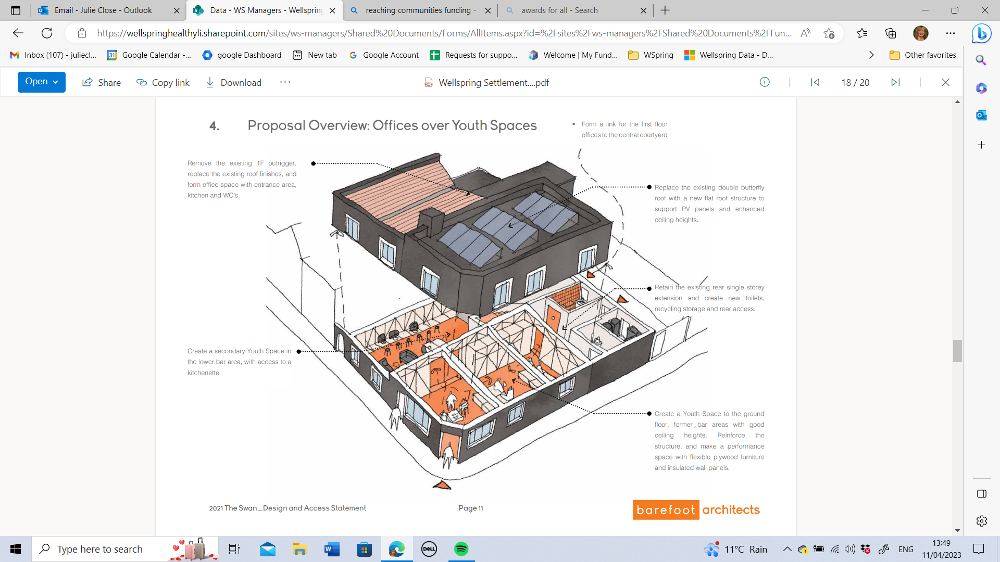 Email - Julie Close - Outlook
Data - WS Managers - Wellspring
reaching communities funding -
awards for all - Search
https://wellspringhealthyli.sharepoint.com/sites/ws-managers/Shared%20Documents/Forms/AllItems.aspx?id=%2Fsites%2Fws-managers%2FShared%20Documents%2FFun...
Inbox (107) - juliecl...
31
Google Calendar -...
google Dashboard
New tab
Google Account
Requests for suppo...
Welcome | My Fund...
WSpring
Wellspring Data - D...
Other favorites
Open
Share
Copy link
Download
Wellspring Settlement....pdf
18 / 20
4. Proposal Overview: Offices over Youth Spaces
• Form a link for the first floor
offices to the central courtyard
Remove the existing 1F outrigger,
replace the existing roof finishes, and
form office space with entrance area,
kitchen and WC's.
Replace the existing double butterfly
roof with a new flat roof structure to
support PV panels and enhanced
ceiling heights.
Retain the existing rear single storey
extension and create new toilets,
recycling storage and rear access.
Create a secondary Youth Space in
the lower bar area, with access to a
kitchenette.
Create a Youth Space to the ground
floor, former bar areas with good
ceiling heights. Reinforce the
structure, and make a performance
space with flexible plywood furniture
and insulated wall panels.
2021 The Swan_Design and Access Statement
Page 11
barefoot architects
Type here to search
DELL
11°C Rain
ENG
13:49
11/04/2023